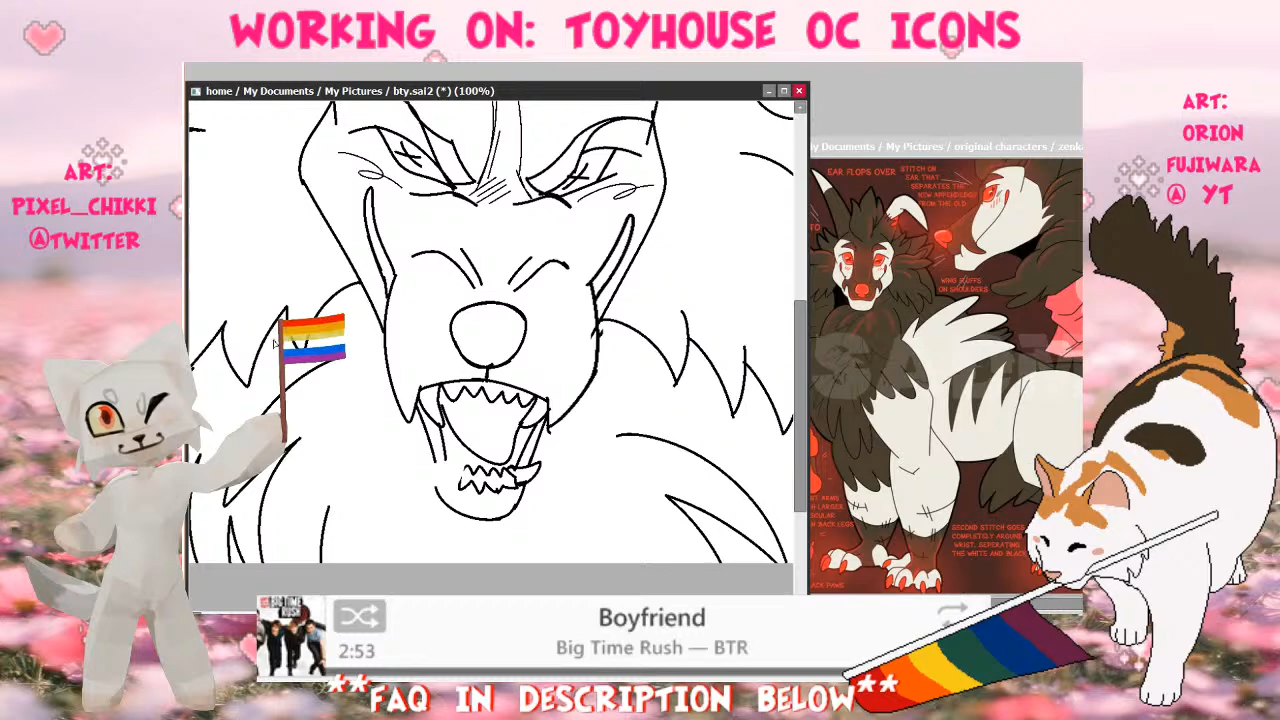 WORKING ON: TOYHOUSE OC ICONS
home / My Documents / My Pictures / bty.sai2 (*) (100%)
My Documents / My Pictures / original characters / zenka
ART:
PIXEL_CHIKKI
@TWITTER
ART:
ORION
FUJIWARA
@ YT
EAR FLOPS OVER
STITCH ON
EAR THAT
SEPARATES THE
NEW APPENDAGE
FROM THE OLD
WING FLUFFS
ON SHOULDERS
SECOND STITCH GOES
COMPLETELY AROUND
WRIST, SEPERATING
THE WHITE AND BLACK
BACK LEGS
Boyfriend
2:53
Big Time Rush — BTR
**FAQ IN DESCRIPTION BELOW**